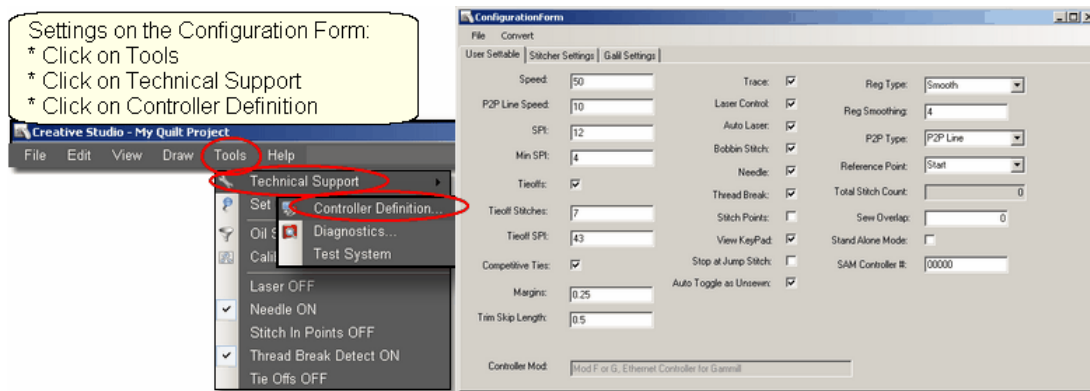 Settings on the Configuration Form:
* Click on Tools
* Click on Technical Support
* Click on Controller Definition
Creative Studio - My Quilt Project
File Edit View Draw Tools Help
Technical Support
Set
Controller Definition...
Oil S
Diagnostics...
Cali
Test System
Laser OFF
Needle ON
Stitch In Points OFF
Thread Break Detect ON
Tie Offs OFF
ConfigurationForm
File Convert
User Settable Stitcher Settings Galil Settings
Speed: 50
P2P Line Speed: 10
SPI: 12
Min SPI: 4
Tieoffs:
Tieoff Stitches: 7
Tieoff SPI: 43
Competitive Ties:
Margins: 0.25
Trim Skip Length: 0.5
Controller Mod: Mod F or G, Ethernet Controller for Gammill
Trace:
Laser Control:
Auto Laser:
Bobbin Stitch:
Needle:
Thread Break:
Stitch Points:
View KeyPad:
Stop at Jump Stitch:
Auto Toggle as Unsewn:
Reg Type: Smooth
Reg Smoothing: 4
P2P Type: P2P Line
Reference Point: Start
Total Stitch Count: 0
Sew Overlap: 0
Stand Alone Mode:
SAM Controller #: 00000